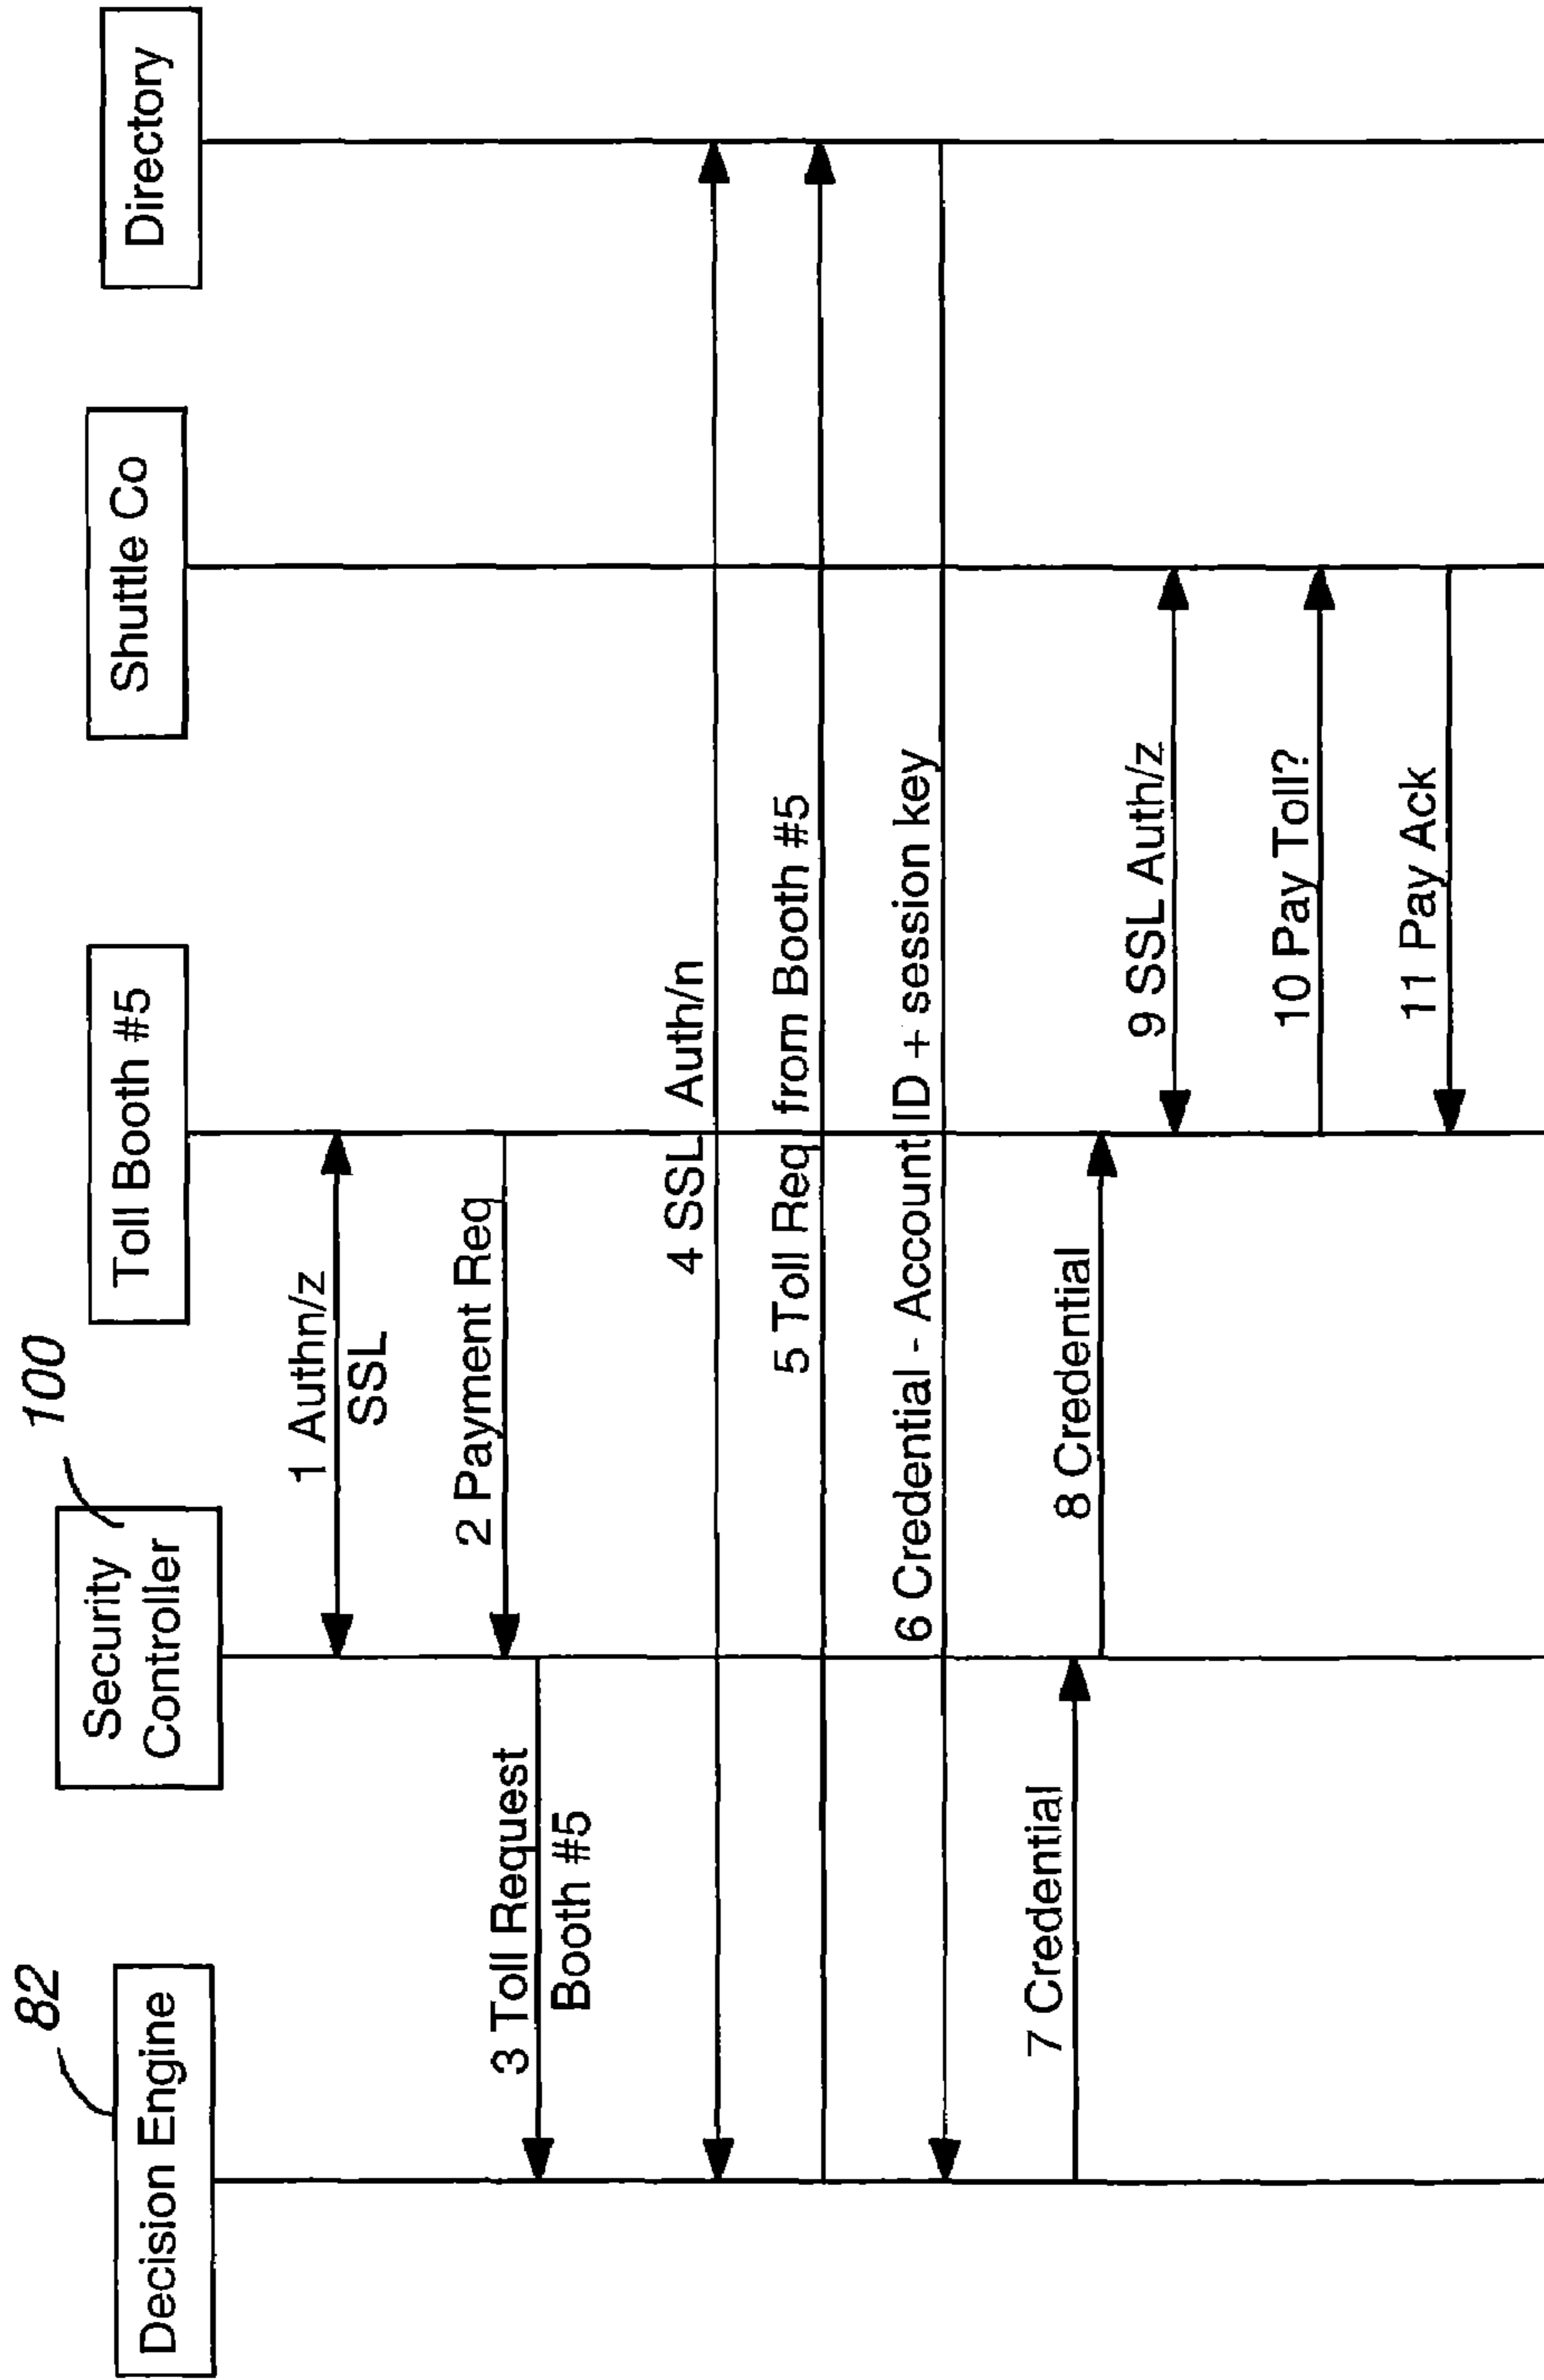 82
100
Decision Engine
Security
Controller
Toll Booth #5
Shuttle Co
Directory
1 Authn/z
SSL
2 Payment Req
3 Toll Request
Booth #5
4 SSL Auth/n
5 Toll Req from Booth #5
6 Credential - Account ID + session key
7 Credential
8 Credential
9 SSL Auth/z
10 Pay Toll?
11 Pay Ack